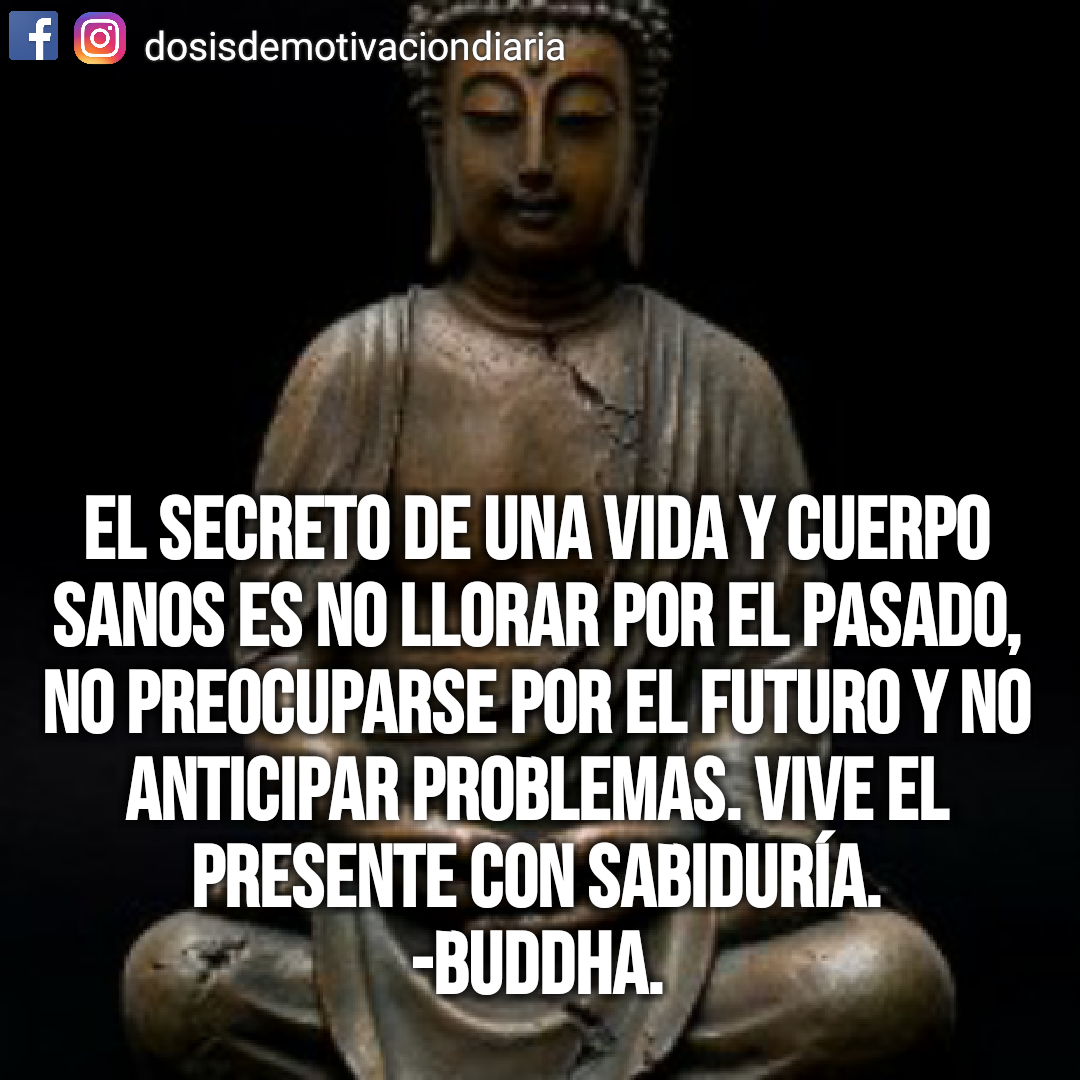 dosisdemotivaciondiaria
EL SECRETO DE UNA VIDA Y CUERPO
SANOS ES NO LLORAR POR EL PASADO,
NO PREOCUPARSE POR EL FUTURO Y NO
ANTICIPAR PROBLEMAS. VIVE EL
PRESENTE CON SABIDURÍA.
-BUDDHA.